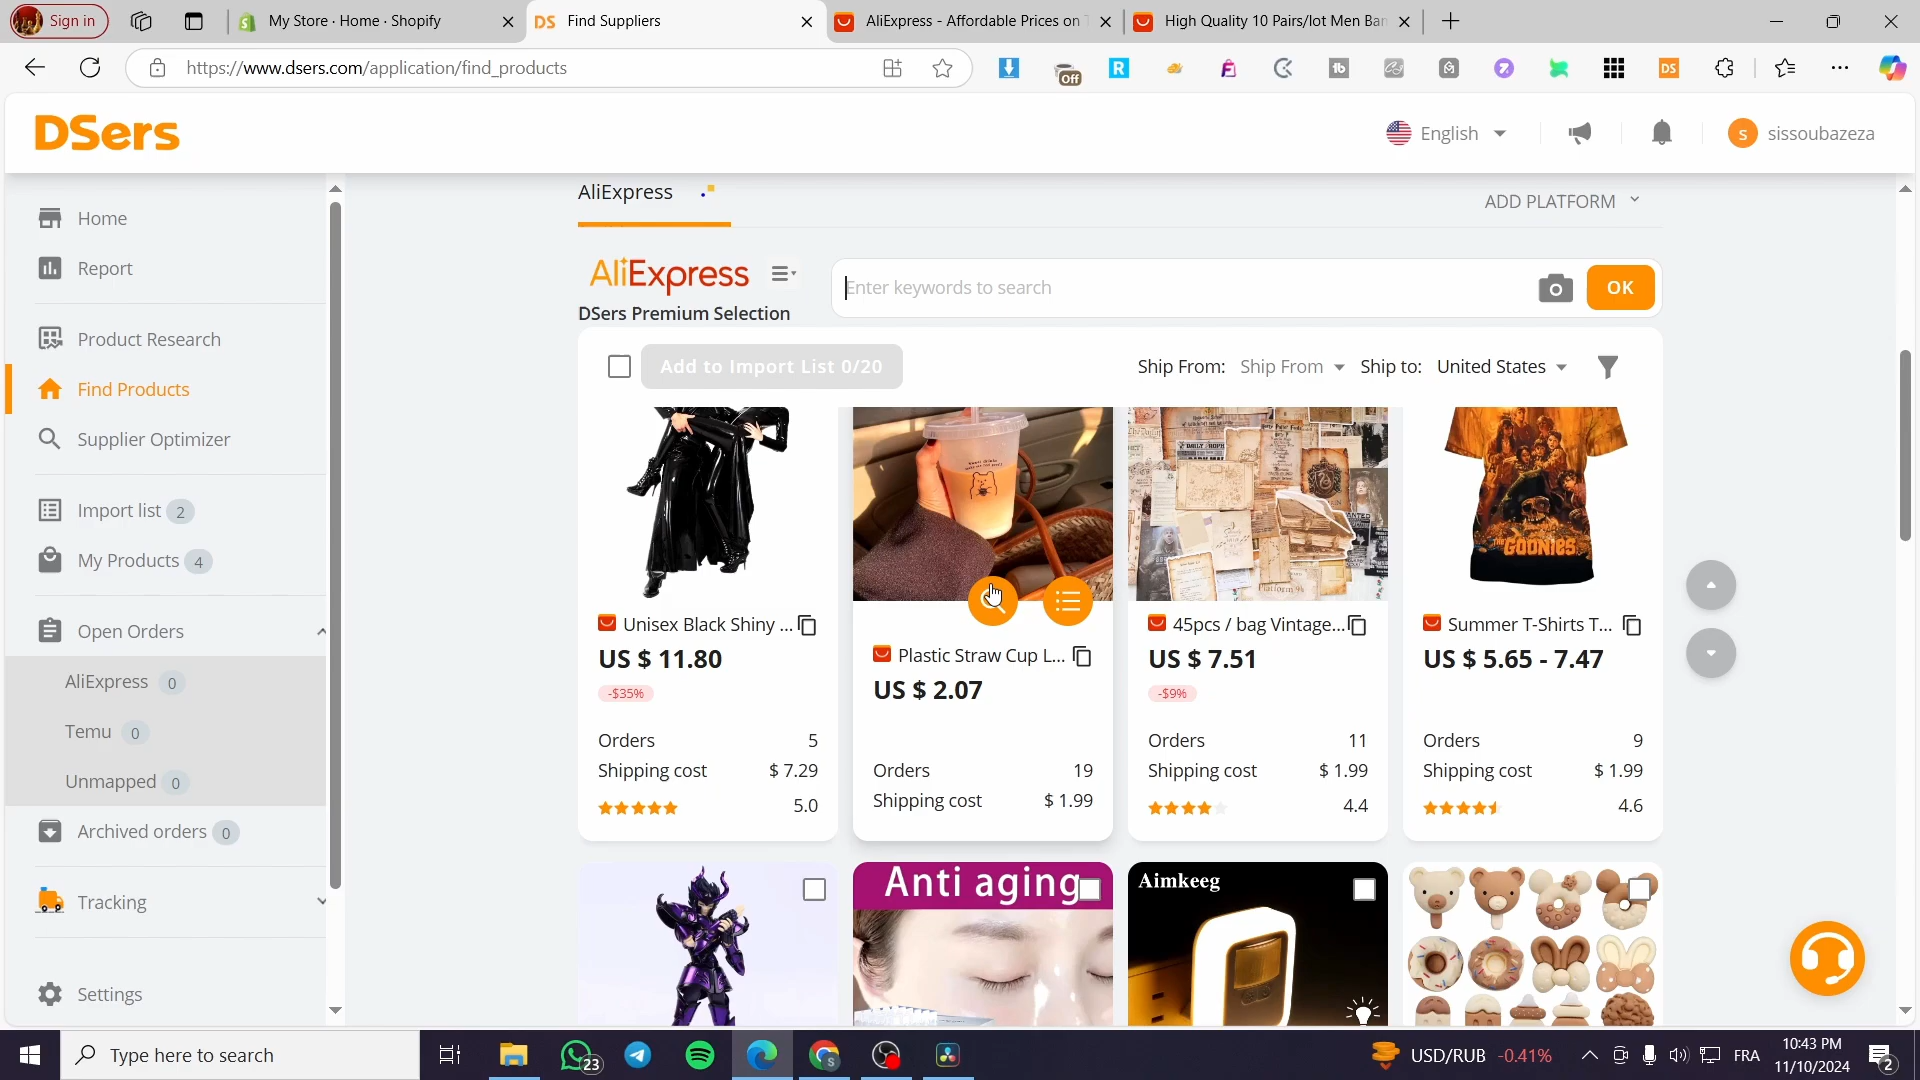 Sign in
My Store · Home · Shopify
DS Find Suppliers
AliExpress - Affordable Prices on
High Quality 10 Pairs/lot Men Ban
https://www.dsers.com/application/find_products
Off
DS
DSers
English
S
sissoubazeza
Home
Report
Product Research
Find Products
Supplier Optimizer
Import list 2
My Products 4
Open Orders
AliExpress 0
Temu 0
Unmapped 0
Archived orders 0
Tracking
Settings
AliExpress
ADD PLATFORM
AliExpress
DSers Premium Selection
Enter keywords to search
OK
Add to Import List 0/20
Ship From: Ship From Ship to: United States
Unisex Black Shiny ...
US $ 11.80
-$35%
Orders 5
Shipping cost $ 7.29
5.0
Plastic Straw Cup L...
US $ 2.07
Orders 19
Shipping cost $ 1.99
45pcs / bag Vintage...
US $ 7.51
-$9%
Orders 11
Shipping cost $ 1.99
4.4
THE GOONIES
Summer T-Shirts T...
US $ 5.65 - 7.47
Orders 9
Shipping cost $ 1.99
4.6
Anti aging
Aimkeeg
Type here to search
23
USD/RUB -0.41%
FRA
10:43 PM
11/10/2024
2